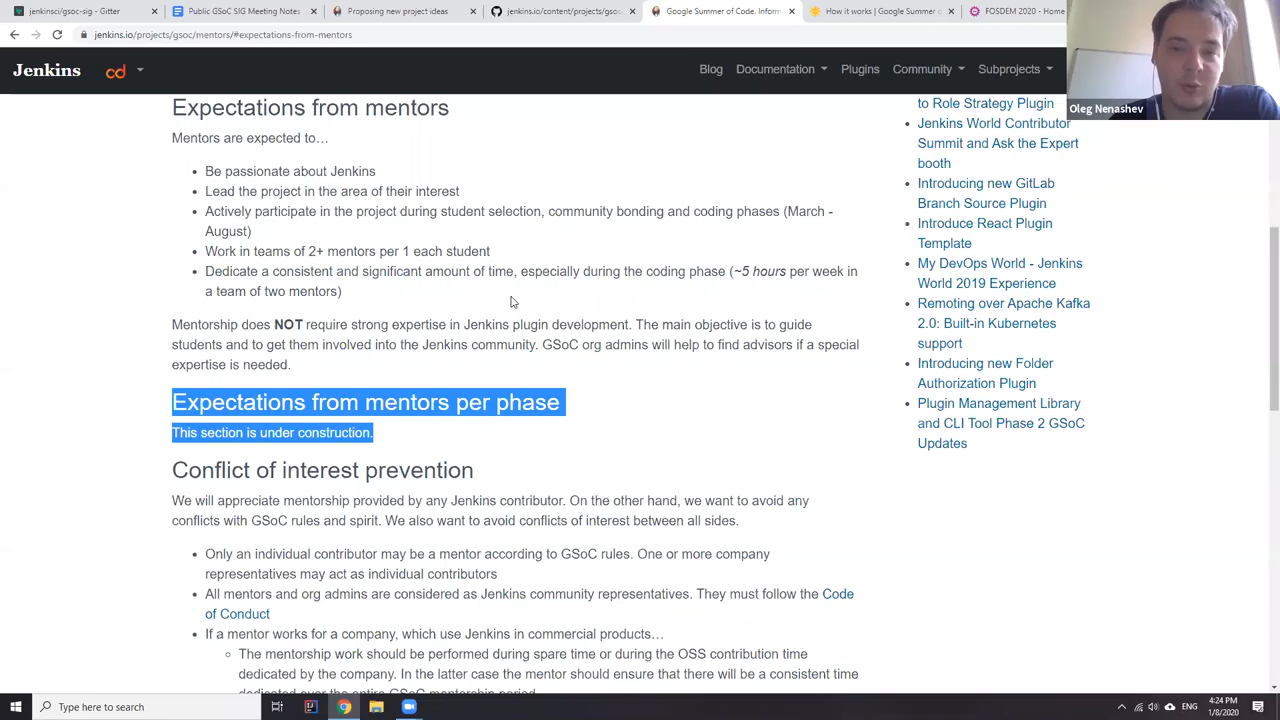 jenkinsci/gsoc-sig - Gitter
Public GSoC SIG Meeting Notes
Proposing new project ideas
jenkins.io/content/projects/gsoc
Google Summer of Code. Inform
How it works | Google Summer o
FOSDEM 2020 - Home
jenkins.io/projects/gsoc/mentors/#expectations-from-mentors
Jenkins
cd
Blog
Documentation
Plugins
Community
Subprojects
Oleg Nenashev
Expectations from mentors
Mentors are expected to…
Be passionate about Jenkins
Lead the project in the area of their interest
Actively participate in the project during student selection, community bonding and coding phases (March -
August)
Work in teams of 2+ mentors per 1 each student
Dedicate a consistent and significant amount of time, especially during the coding phase (~5 hours per week in
a team of two mentors)
Mentorship does NOT require strong expertise in Jenkins plugin development. The main objective is to guide
students and to get them involved into the Jenkins community. GSoC org admins will help to find advisors if a special
expertise is needed.
Expectations from mentors per phase
This section is under construction.
Conflict of interest prevention
We will appreciate mentorship provided by any Jenkins contributor. On the other hand, we want to avoid any
conflicts with GSoC rules and spirit. We also want to avoid conflicts of interest between all sides.
Only an individual contributor may be a mentor according to GSoC rules. One or more company
representatives may act as individual contributors
All mentors and org admins are considered as Jenkins community representatives. They must follow the Code
of Conduct
If a mentor works for a company, which use Jenkins in commercial products…
The mentorship work should be performed during spare time or during the OSS contribution time
dedicated by the company. In the latter case the mentor should ensure that there will be a consistent time
dedicated over the entire GSoC mentorship period
to Role Strategy Plugin
Jenkins World Contributor
Summit and Ask the Expert
booth
Introducing new GitLab
Branch Source Plugin
Introduce React Plugin
Template
My DevOps World - Jenkins
World 2019 Experience
Remoting over Apache Kafka
2.0: Built-in Kubernetes
support
Introducing new Folder
Authorization Plugin
Plugin Management Library
and CLI Tool Phase 2 GSoC
Updates
Type here to search
ENG
4:24 PM
1/8/2020